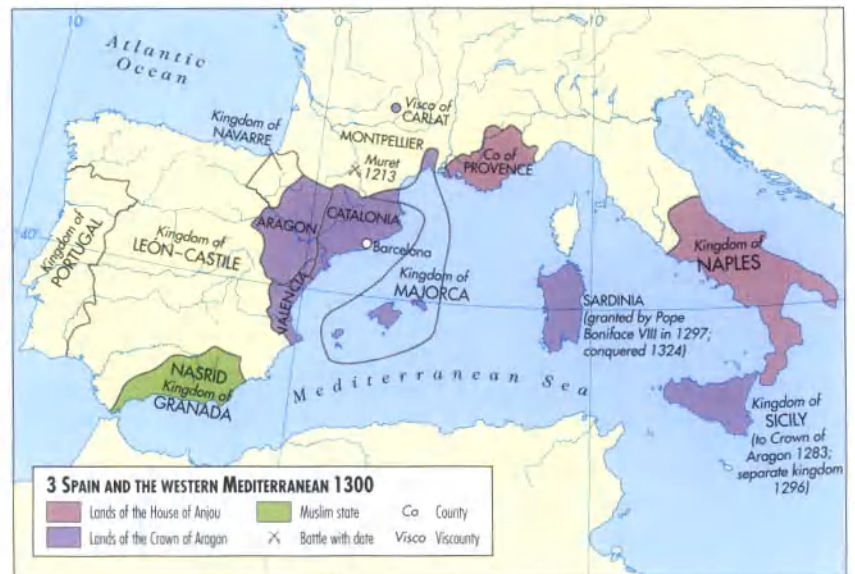 10
0
10
Atlantic
Ocean
Visco of
CARLAT
Kingdom of
NAVARRE
MONTPELLIER
Muret
1213
Co of
PROVENCE
40
Kingdom of
PORTUGAL
Kingdom of
LEÓN–CASTILE
ARAGON
CATALONIA
Barcelona
VALENCIA
Kingdom of
MAJORCA
Kingdom of
NAPLES
SARDINIA
(granted by Pope
Boniface VIII in 1297;
conquered 1324)
NASRID
Kingdom of
GRANADA
Mediterranean Sea
Kingdom of
SICILY
(to Crown of
Aragon 1283;
separate kingdom
1296)
3 SPAIN AND THE WESTERN MEDITERRANEAN 1300
Lands of the House of Anjou
Muslim state
Co County
Lands of the Crown of Aragon
Battle with date
Visco Viscounty